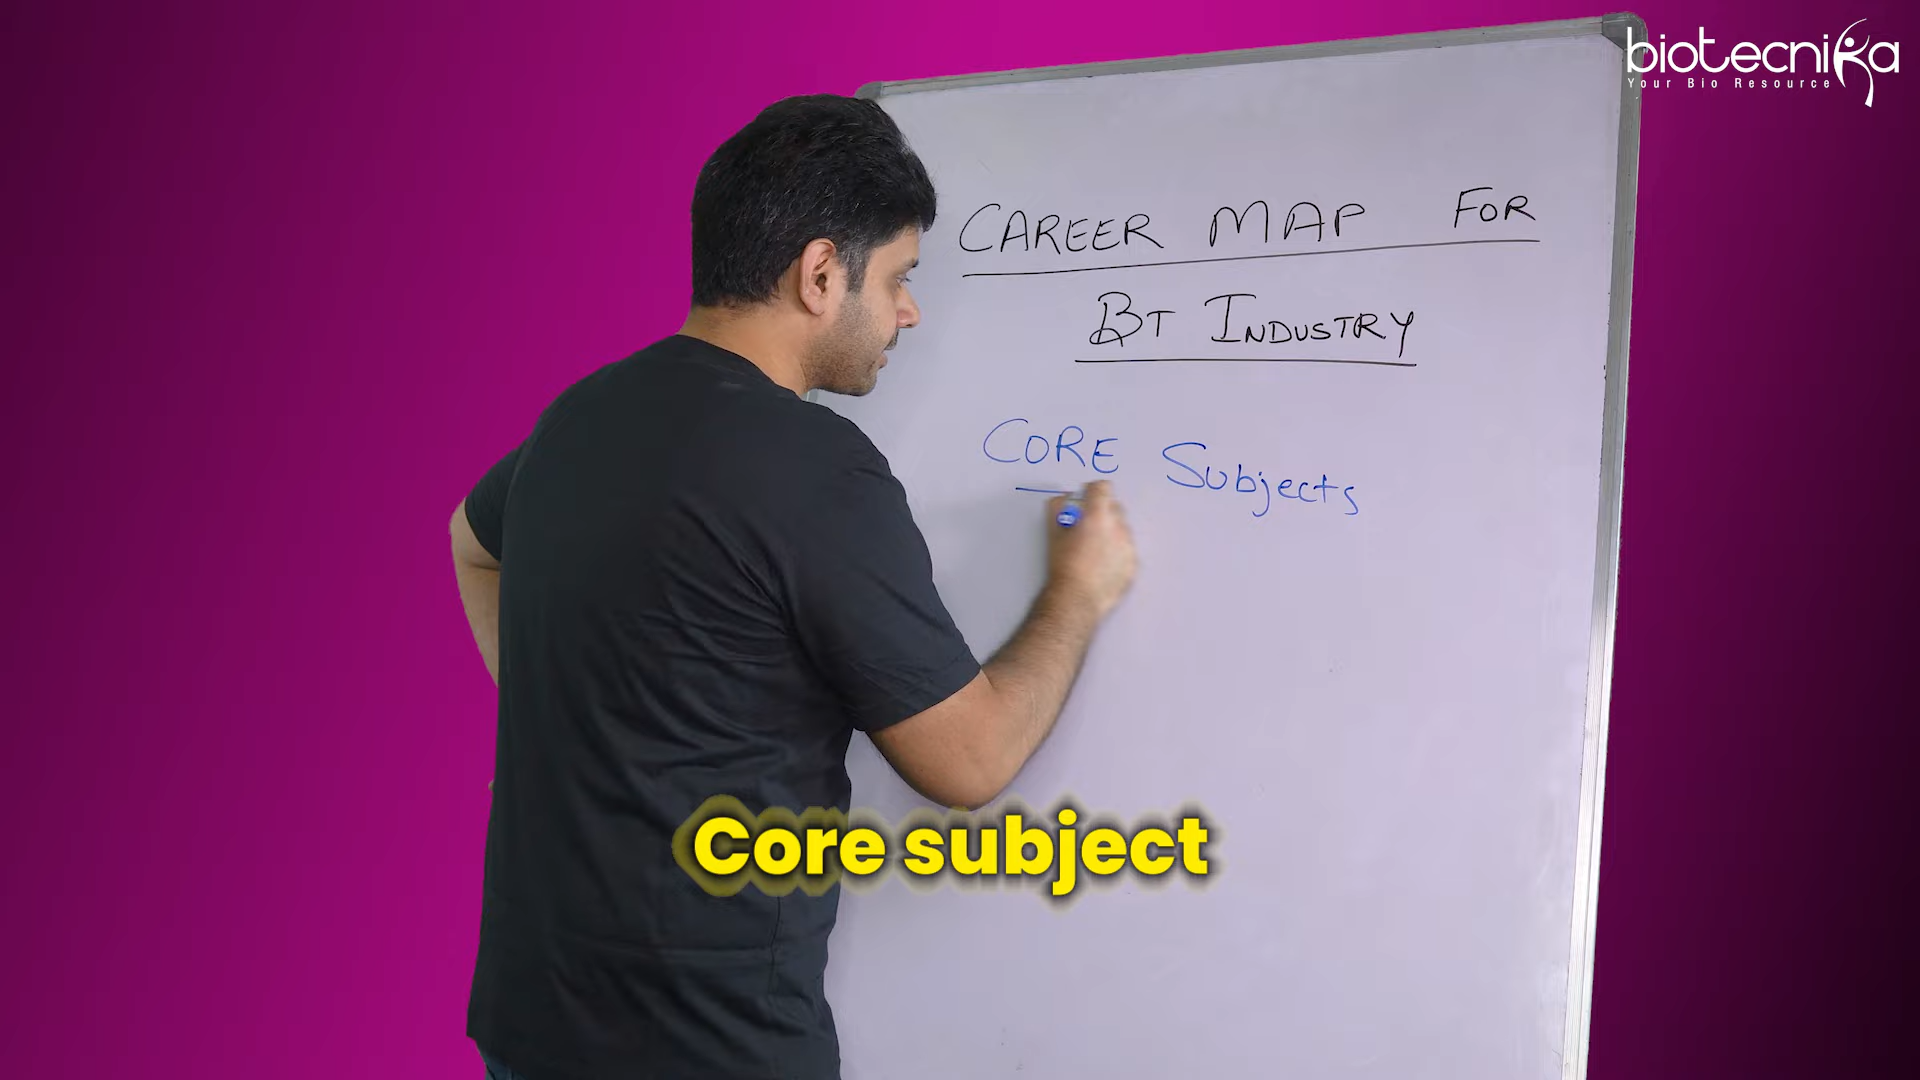 biotecnika
Your Bio Resource
CAREER MAP FOR
BT INDUSTRY
CORE Subjects
Core subject